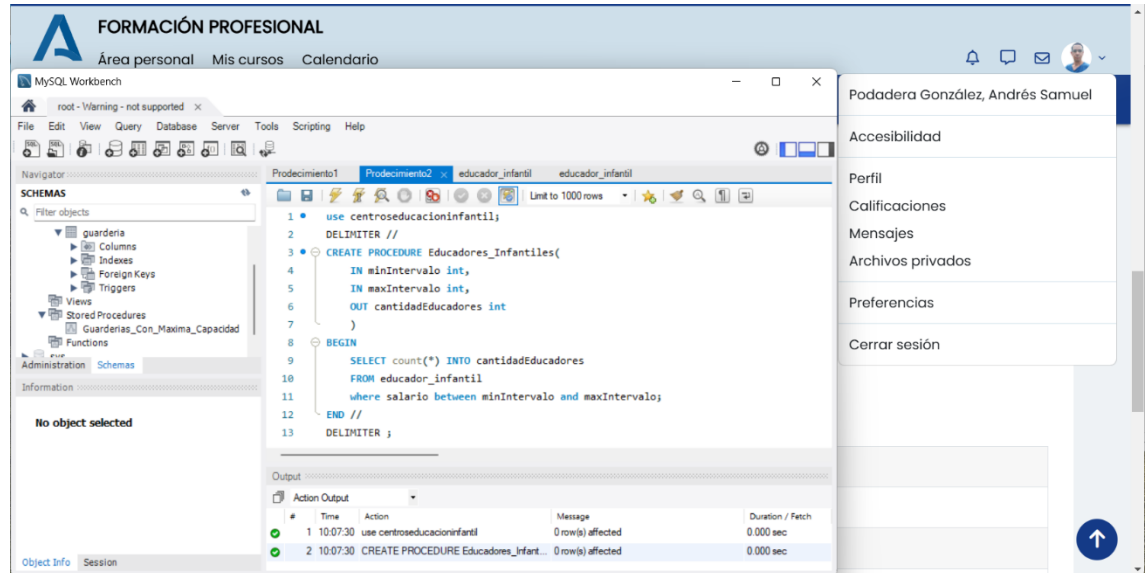 FORMACIÓN PROFESIONAL
Área personal Mis cursos Calendario
MySQL Workbench
root - Warning - not supported
File Edit View Query Database Server Tools Scripting Help
Navigator
SCHEMAS
Filter objects
guarderia
Columns
Indexes
Foreign Keys
Triggers
Views
Stored Procedures
Guarderias_Con_Maxima_Capacidad
Functions
sys
Administration Schemas
Information
No object selected
Object Info Session
Prodecimiento1 Prodecimiento2 educador_infantil educador_infantil
Limit to 1000 rows
1 use centroseducacioninfantil;
2 DELIMITER //
3 CREATE PROCEDURE Educadores_Infantiles(
4 IN minIntervalo int,
5 IN maxIntervalo int,
6 OUT cantidadEducadores int
7 )
8 BEGIN
9 SELECT count(*) INTO cantidadEducadores
10 FROM educador_infantil
11 where salario between minIntervalo and maxIntervalo;
12 END //
13 DELIMITER ;
Output
Action Output
# Time Action Message Duration / Fetch
1 10:07:30 use centroseducacioninfantil 0 row(s) affected 0.000 sec
2 10:07:30 CREATE PROCEDURE Educadores_Infant... 0 row(s) affected 0.000 sec
Podadera González, Andrés Samuel
Accesibilidad
Perfil
Calificaciones
Mensajes
Archivos privados
Preferencias
Cerrar sesión